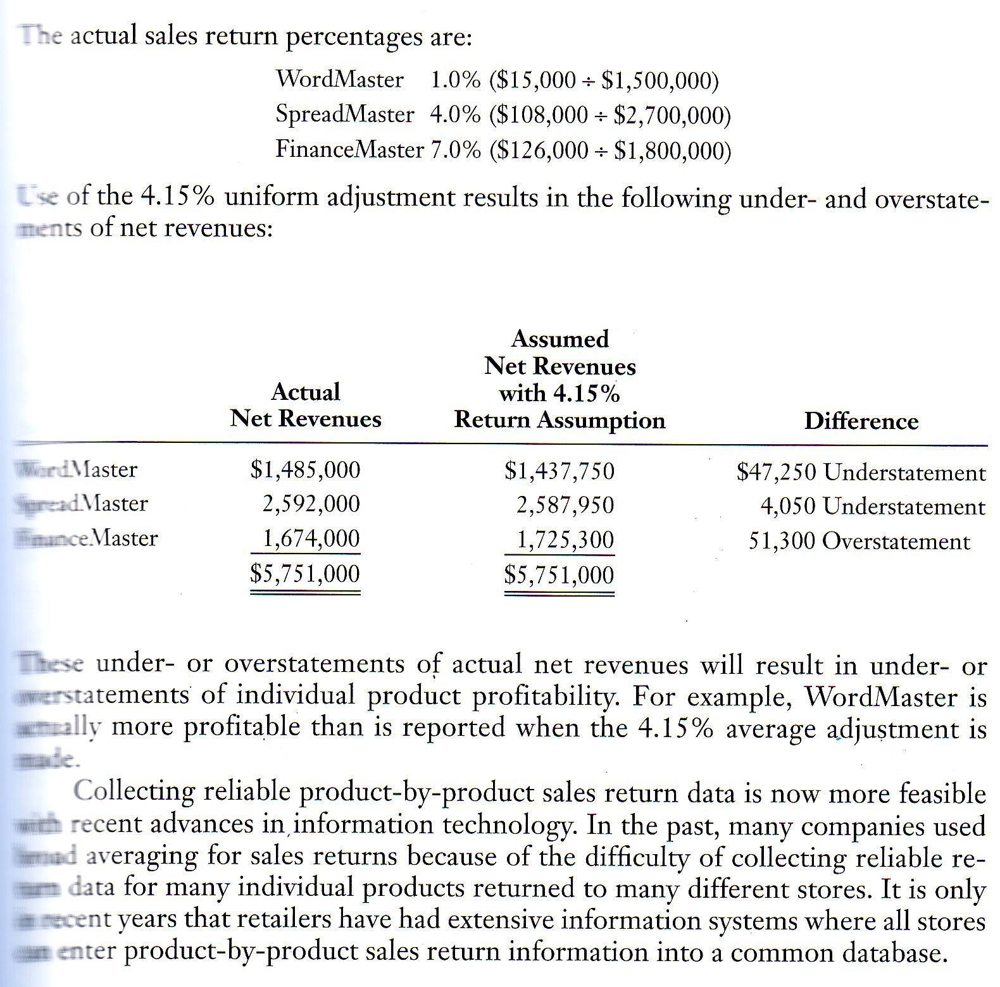 The actual sales return percentages are:
WordMaster 1.0% ($15,000 ÷ $1,500,000)
SpreadMaster 4.0% ($108,000 ÷ $2,700,000)
FinanceMaster 7.0% ($126,000 ÷ $1,800,000)
Use of the 4.15% uniform adjustment results in the following under- and overstate-
ments of net revenues:
Assumed
Net Revenues
Actual with 4.15%
Net Revenues Return Assumption Difference
WordMaster $1,485,000 $1,437,750 $47,250 Understatement
SpreadMaster 2,592,000 2,587,950 4,050 Understatement
FinanceMaster 1,674,000 1,725,300 51,300 Overstatement
$5,751,000 $5,751,000
These under- or overstatements of actual net revenues will result in under- or
overstatements of individual product profitability. For example, WordMaster is
actually more profitable than is reported when the 4.15% average adjustment is
made.
Collecting reliable product-by-product sales return data is now more feasible
with recent advances in information technology. In the past, many companies used
broad averaging for sales returns because of the difficulty of collecting reliable re-
turn data for many individual products returned to many different stores. It is only
in recent years that retailers have had extensive information systems where all stores
can enter product-by-product sales return information into a common database.